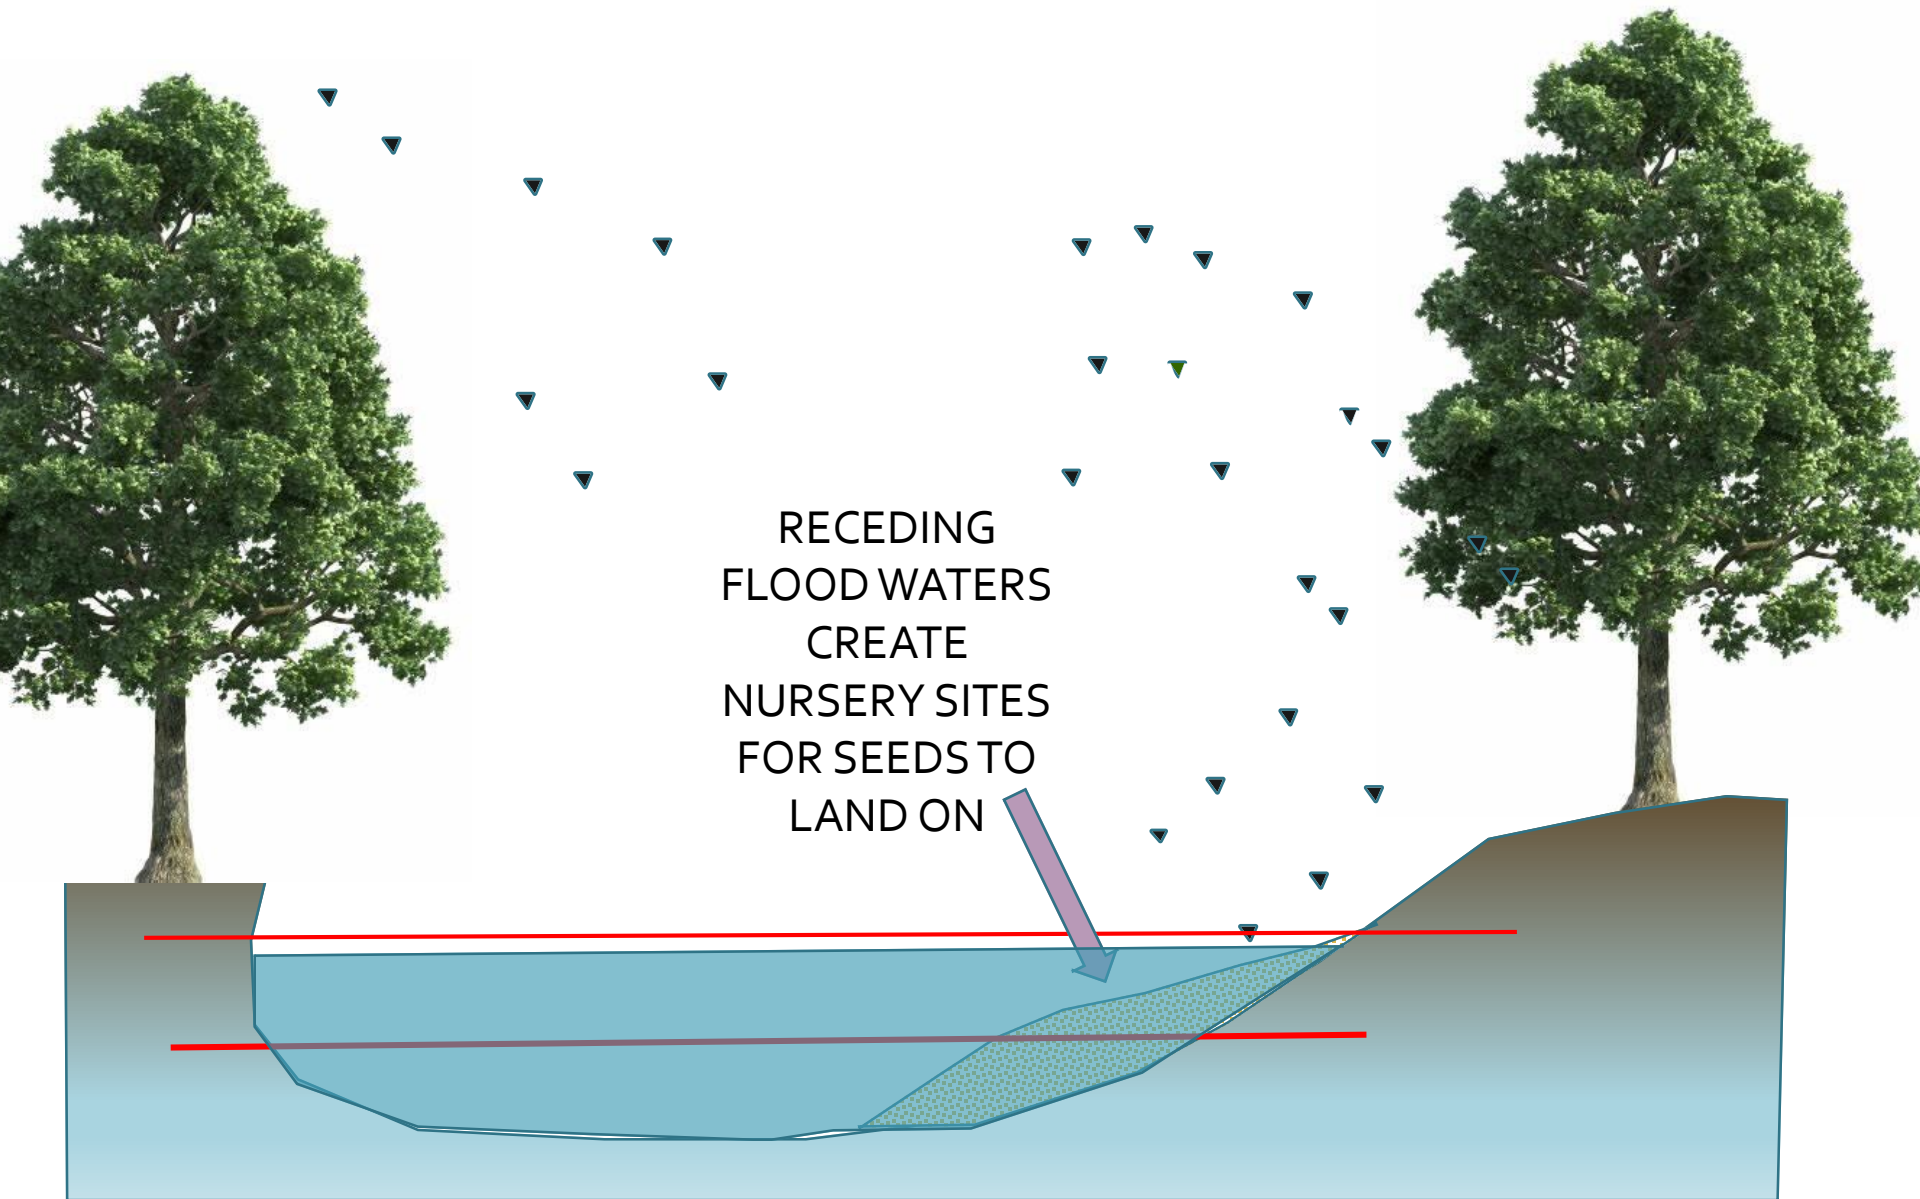 RECEDING
FLOOD WATERS
CREATE
NURSERY SITES
FOR SEEDS TO
LAND ON